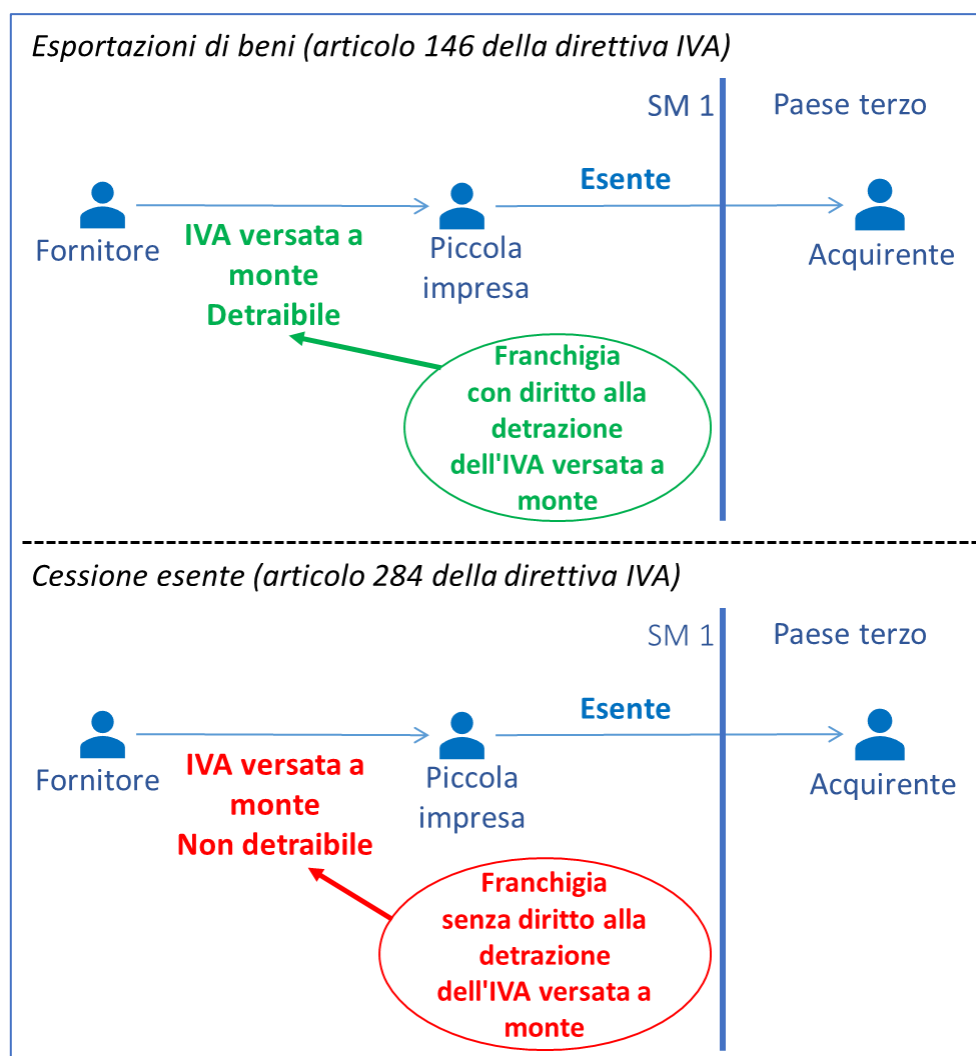 Esportazioni di beni (articolo 146 della direttiva IVA)
SM 1
Paese terzo
Esente
Fornitore
IVA versata a
monte
Detraibile
Piccola
impresa
Acquirente
Franchigia
con diritto alla
detrazione
dell'IVA versata a
monte
Cessione esente (articolo 284 della direttiva IVA)
SM 1
Paese terzo
Esente
Fornitore
IVA versata a
monte
Non detraibile
Piccola
impresa
Acquirente
Franchigia
senza diritto alla
detrazione
dell'IVA versata a
monte